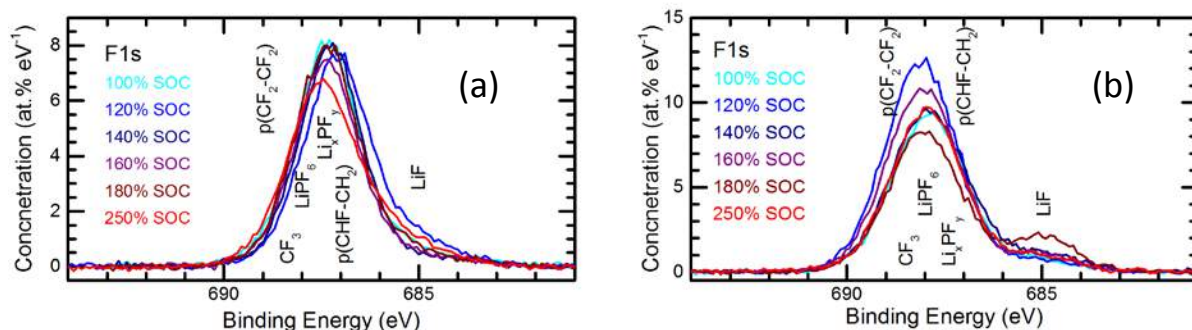 F1s
100% SOC
120% SOC
140% SOC
160% SOC
180% SOC
250% SOC
p(CF2-CF2)
CF3
LiPF6
LixPFy
p(CHF-CH2)
LiF
(a)
8
6
4
2
0
690
685
Binding Energy (eV)
Concnetration (at.% eV-1)
F1s
100% SOC
120% SOC
140% SOC
160% SOC
180% SOC
250% SOC
p(CF2-CF2)
p(CHF-CH2)
CF3
LiPF6
LixPFy
LiF
(b)
15
10
5
0
690
685
Binding Energy (eV)
Concnetration (at.% eV-1)